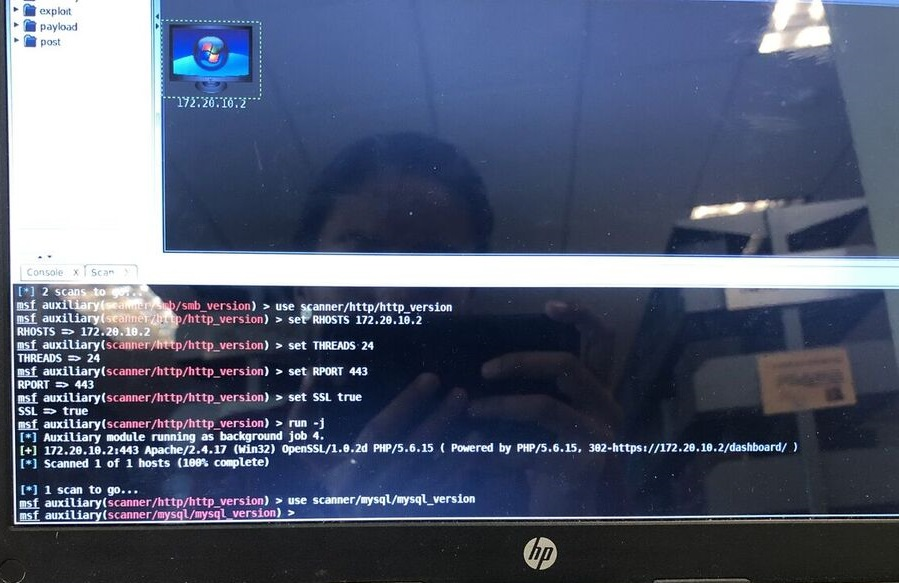 exploit
payload
post
172.20.10.2
Console X Scan X
[*] 2 scans to go...
msf auxiliary(scanner/smb/smb_version) > use scanner/http/http_version
msf auxiliary(scanner/http/http_version) > set RHOSTS 172.20.10.2
RHOSTS => 172.20.10.2
msf auxiliary(scanner/http/http_version) > set THREADS 24
THREADS => 24
msf auxiliary(scanner/http/http_version) > set RPORT 443
RPORT => 443
msf auxiliary(scanner/http/http_version) > set SSL true
SSL => true
msf auxiliary(scanner/http/http_version) > run -j
[*] Auxiliary module running as background job 4.
[+] 172.20.10.2:443 Apache/2.4.17 (Win32) OpenSSL/1.0.2d PHP/5.6.15 ( Powered by PHP/5.6.15, 302-https://172.20.10.2/dashboard/ )
[*] Scanned 1 of 1 hosts (100% complete)
[*] 1 scan to go...
msf auxiliary(scanner/http/http_version) > use scanner/mysql/mysql_version
msf auxiliary(scanner/mysql/mysql_version) >
hp